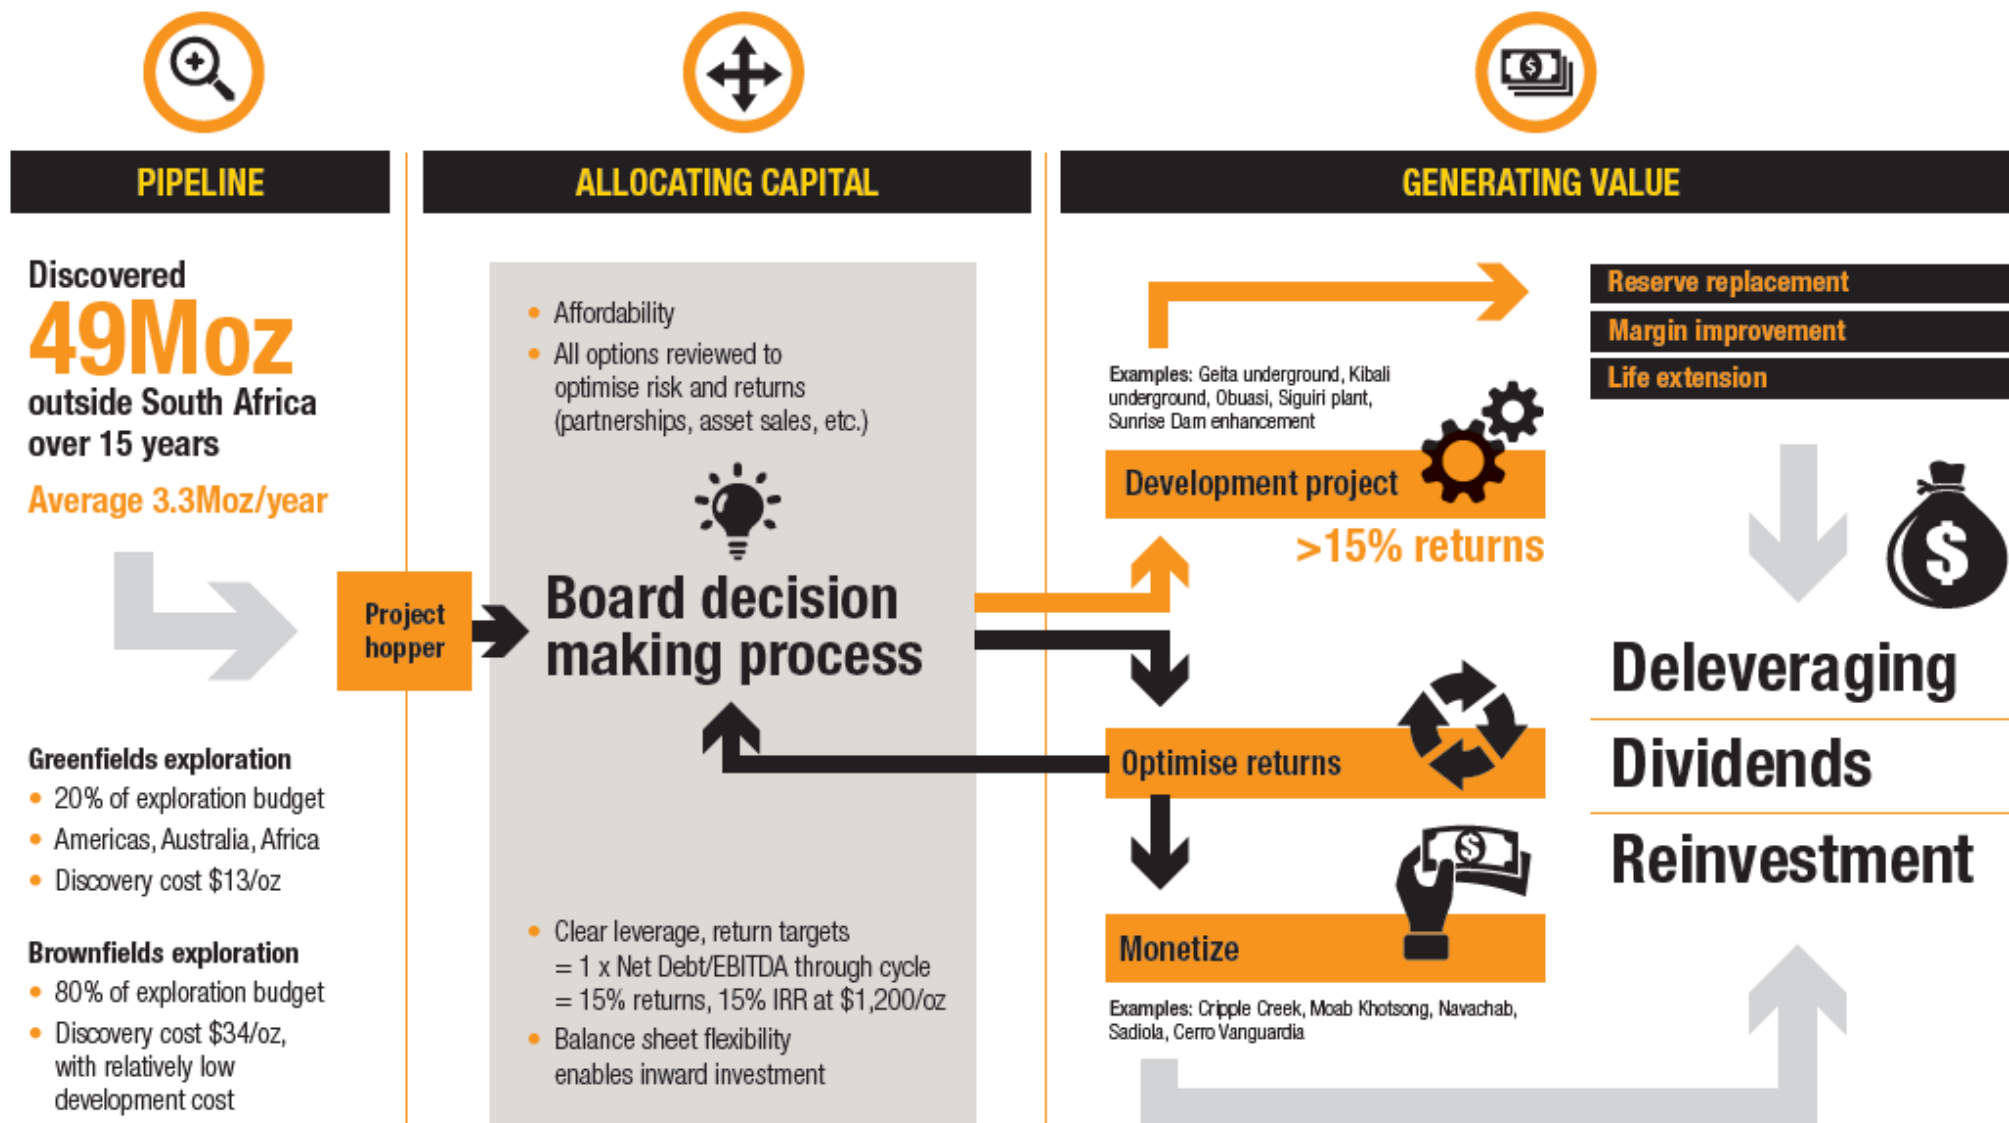 PIPELINE
Discovered
49Moz
outside South Africa
over 15 years
Average 3.3Moz/year
Project
hopper
Greenfields exploration
• 20% of exploration budget
• Americas, Australia, Africa
• Discovery cost $13/oz
Brownfields exploration
• 80% of exploration budget
• Discovery cost $34/oz,
with relatively low
development cost
ALLOCATING CAPITAL
• Affordability
• All options reviewed to
optimise risk and returns
(partnerships, asset sales, etc.)
Board decision
making process
• Clear leverage, return targets
= 1 x Net Debt/EBITDA through cycle
= 15% returns, 15% IRR at $1,200/oz
• Balance sheet flexibility
enables inward investment
GENERATING VALUE
Examples: Geita underground, Kibali
underground, Obuasi, Siguiri plant,
Sunrise Dam enhancement
Development project
>15% returns
Optimise returns
$
Monetize
Examples: Cripple Creek, Moab Khotsong, Navachab,
Sadiola, Cerro Vanguardia
Reserve replacement
Margin improvement
Life extension
$
Deleveraging
Dividends
Reinvestment
$